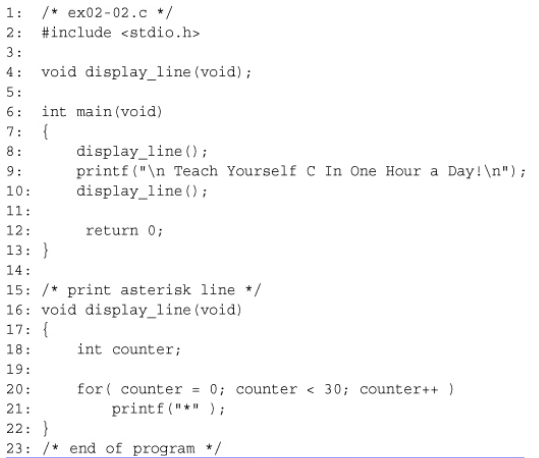 1:  /* ex02-02.c */
2:  #include <stdio.h>
3:
4:  void display_line(void);
5:
6:  int main(void)
7:  {
8:      display_line();
9:      printf("\n Teach Yourself C In One Hour a Day!\n");
10:     display_line();
11:
12:      return 0;
13: }
14:
15: /* print asterisk line */
16: void display_line(void)
17: {
18:     int counter;
19:
20:     for( counter = 0; counter < 30; counter++ )
21:         printf("*" );
22: }
23: /* end of program */